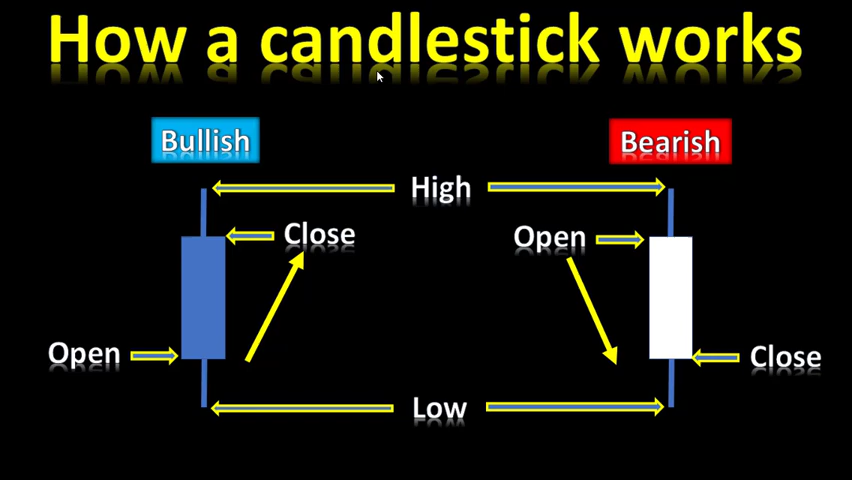 How a candlestick works
Bullish
Bearish
High
Close
Open
Open
Close
Low